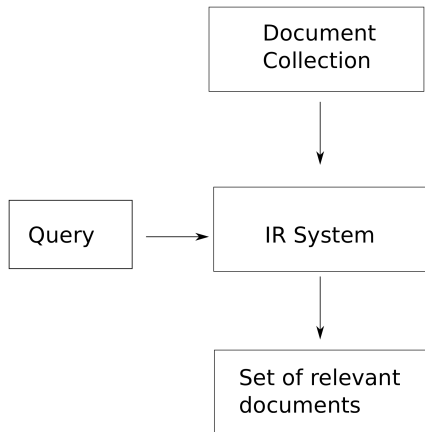 Document
Collection
Query
IR System
Set of relevant
documents